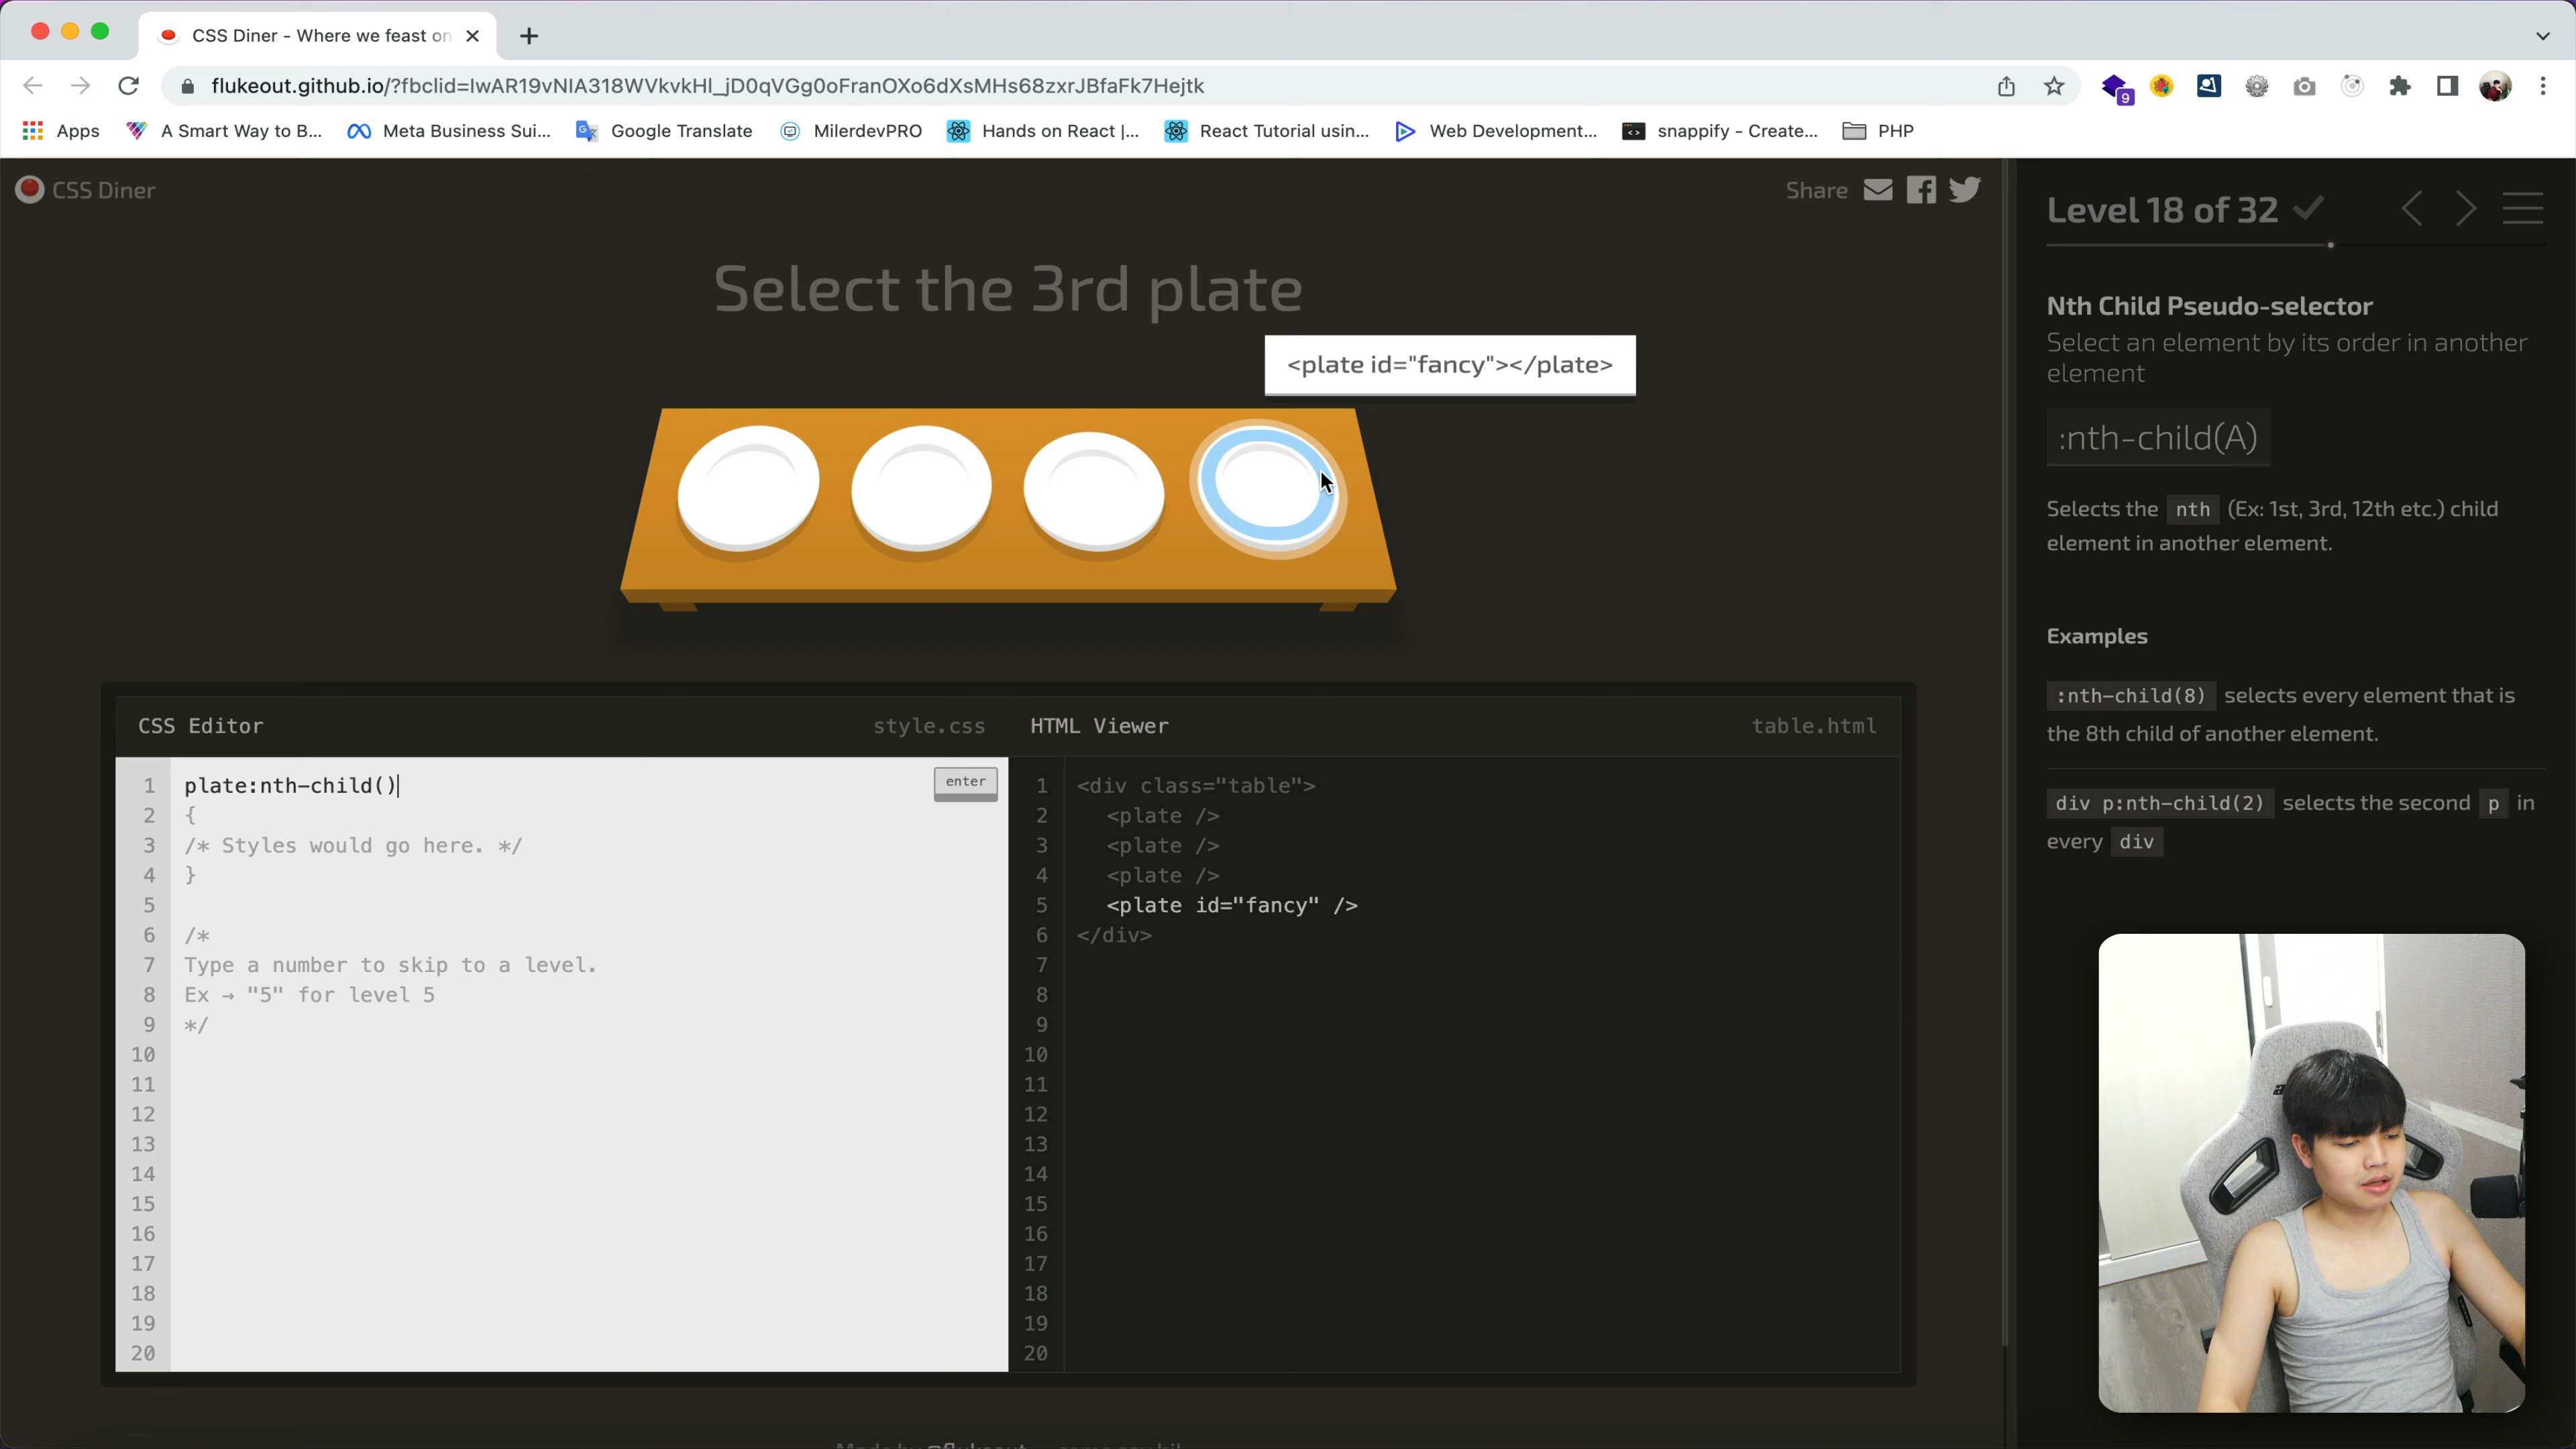 CSS Diner - Where we feast on
flukeout.github.io/?fbclid=IwAR19vNIA318WVkvkHl_jD0qVGg0oFranOXo6dXsMHs68zxrJBfaFk7Hejtk
9
Apps
A Smart Way to B...
Meta Business Sui...
Google Translate
MilerdevPRO
Hands on React |...
React Tutorial usin...
Web Development...
snappify - Create...
PHP
CSS Diner
Share
Select the 3rd plate
<plate id="fancy"></plate>
CSS Editor
style.css
1 plate:nth-child()
enter
2 {
3 /* Styles would go here. */
4 }
5
6 /*
7 Type a number to skip to a level.
8 Ex → "5" for level 5
9 */
10
11
12
13
14
15
16
17
18
19
20
HTML Viewer
table.html
1 <div class="table">
2 <plate />
3 <plate />
4 <plate />
5 <plate id="fancy" />
6 </div>
7
8
9
10
11
12
13
14
15
16
17
18
19
20
Level 18 of 32
Nth Child Pseudo-selector
Select an element by its order in another
element
:nth-child(A)
Selects the nth (Ex: 1st, 3rd, 12th etc.) child
element in another element.
Examples
:nth-child(8) selects every element that is
the 8th child of another element.
div p:nth-child(2) selects the second p in
every div